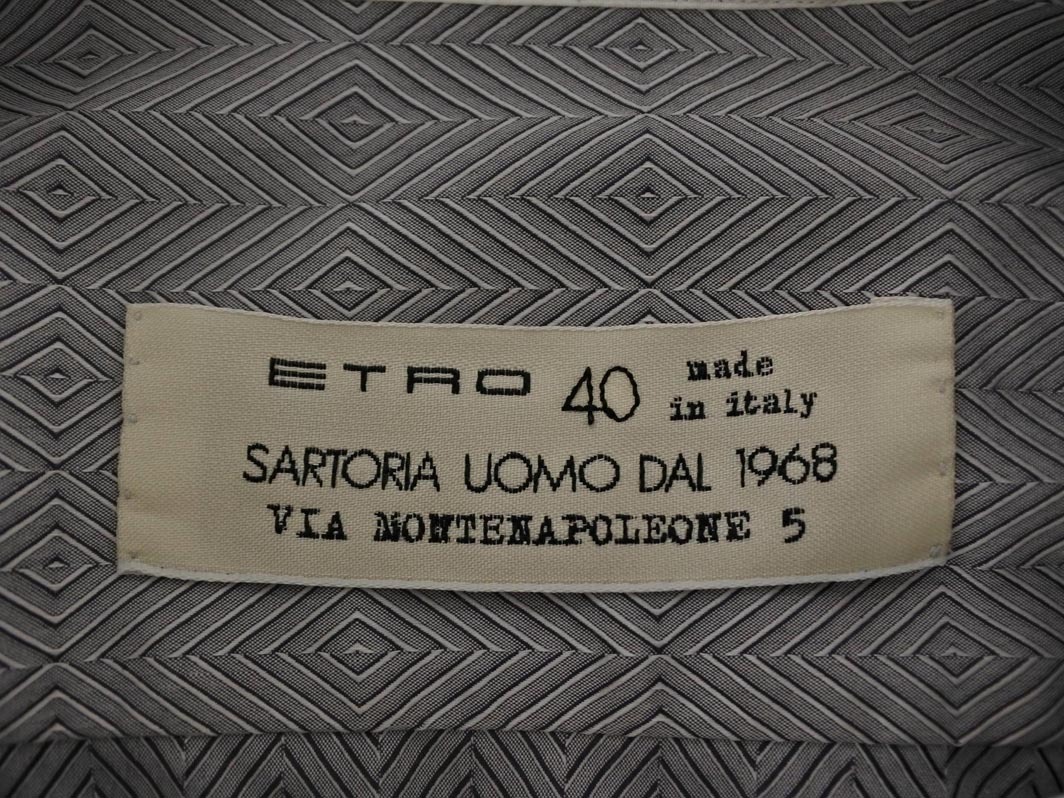 ETRO 40 made in italy
SARTORIA UOMO DAL 1968
VIA MONTENAPOLEONE 5